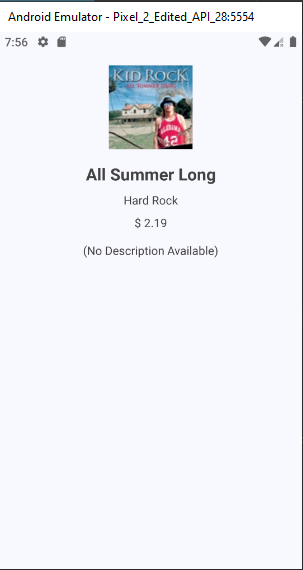 Android Emulator - Pixel_2_Edited_API_28:5554
7:56
KID ROCK
ALL SUMMER LONG
ALABAMA
42
All Summer Long
Hard Rock
$ 2.19
(No Description Available)